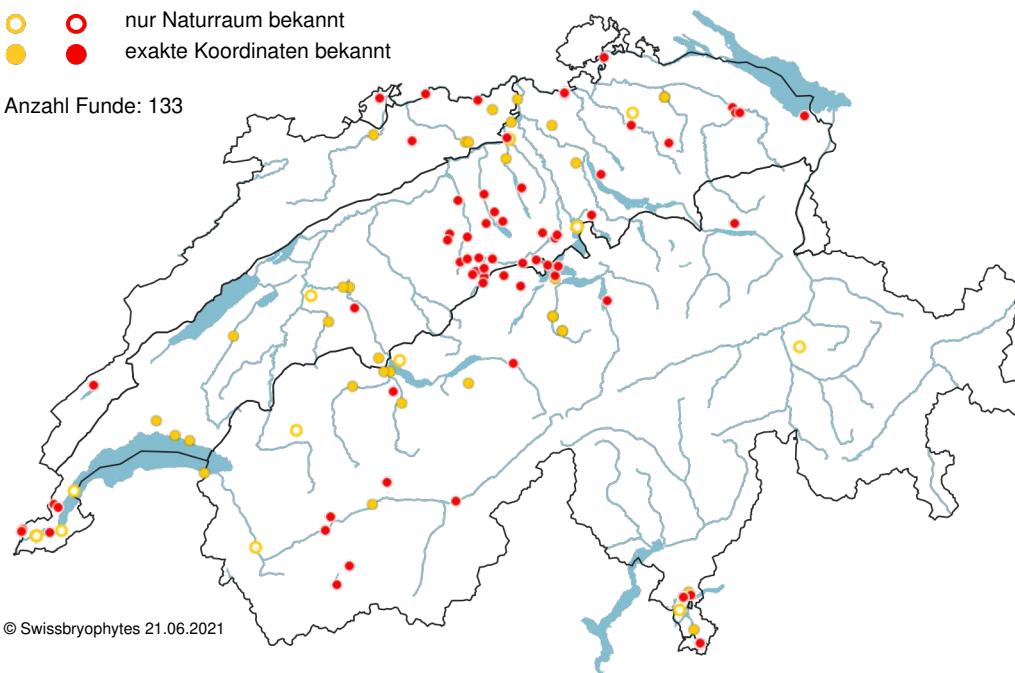 nur Naturraum bekannt
exakte Koordinaten bekannt
Anzahl Funde: 133
© Swissbryophytes 21.06.2021